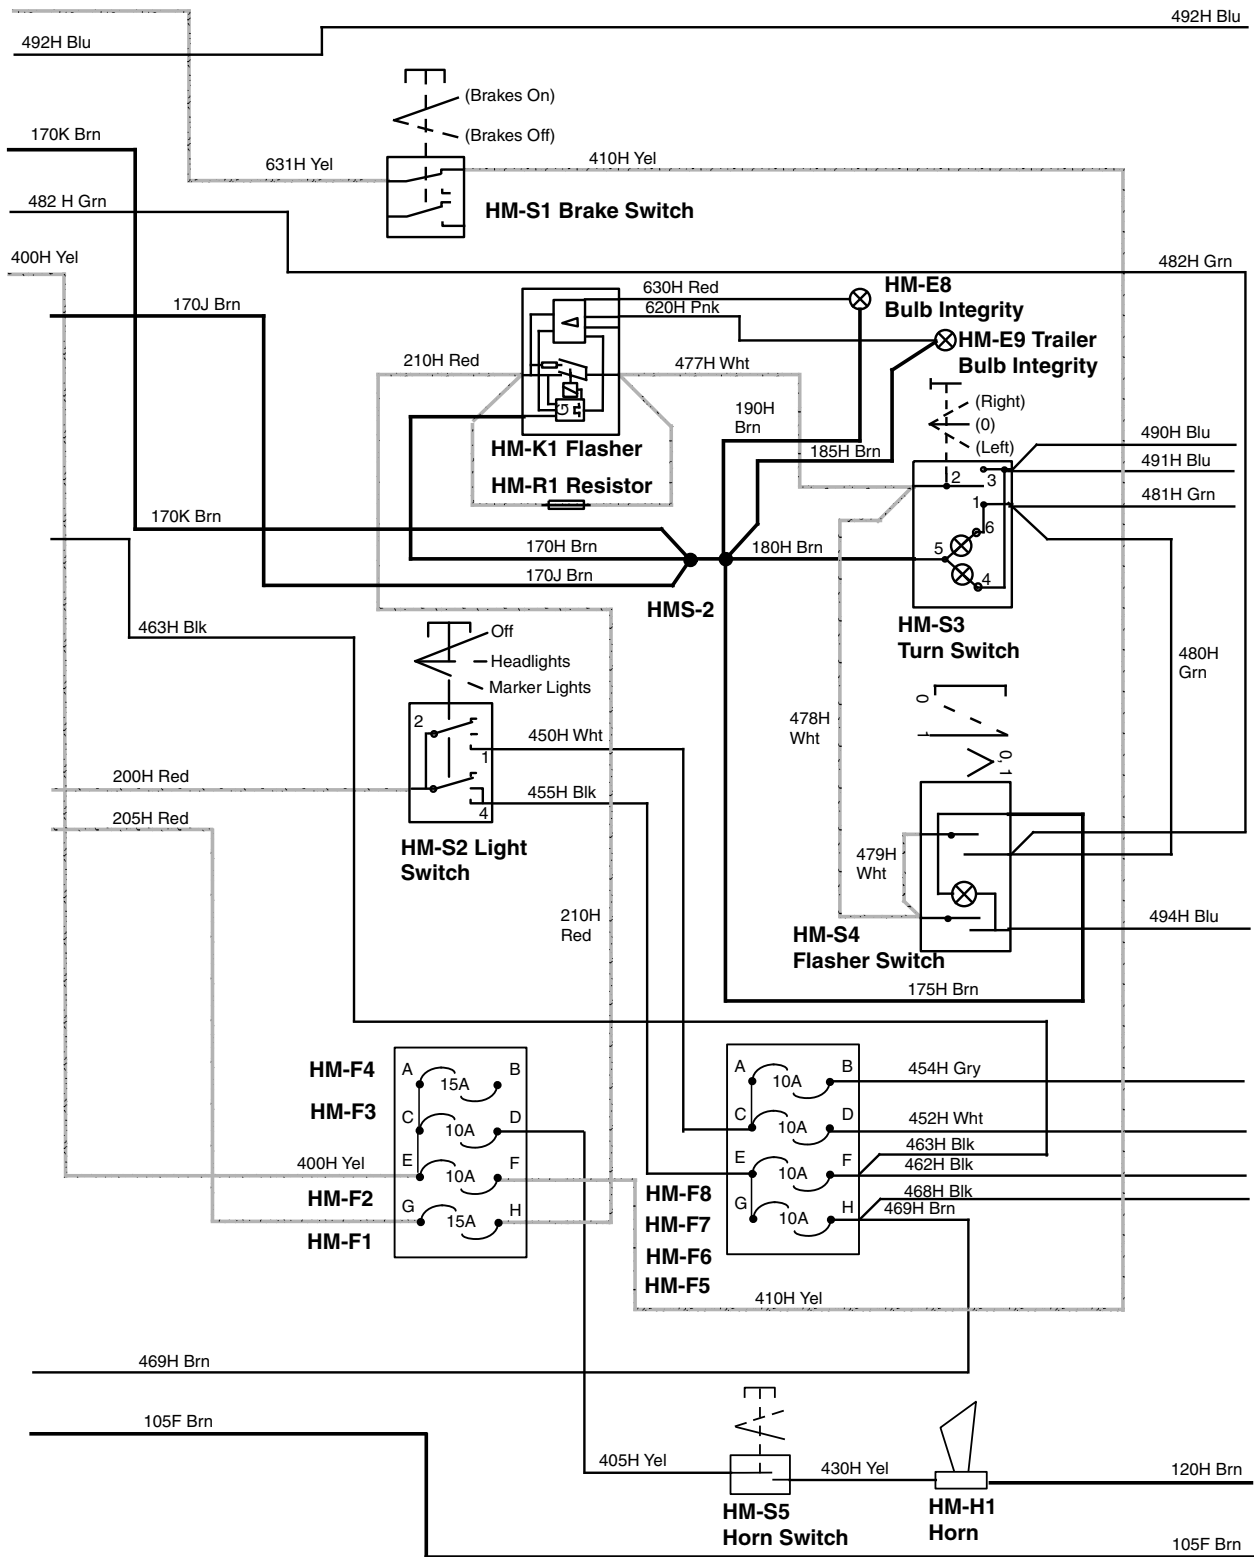 492H Blu
492H Blu
(Brakes On)
(Brakes Off)
170K Brn
631H Yel
410H Yel
HM-S1 Brake Switch
482 H Grn
400H Yel
482H Grn
170J Brn
630H Red
620H Pnk
HM-E8
Bulb Integrity
HM-E9 Trailer
Bulb Integrity
210H Red
477H Wht
G
190H
Brn
(Right)
(0)
(Left)
490H Blu
491H Blu
481H Grn
HM-K1 Flasher
185H Brn
HM-R1 Resistor
2
3
1
6
5
4
170K Brn
170H Brn
180H Brn
170J Brn
HMS-2
HM-S3
Turn Switch
463H Blk
Off
Headlights
Marker Lights
480H
Grn
0
1
0, 1
478H
Wht
2
1
4
450H Wht
455H Blk
200H Red
205H Red
HM-S2 Light
Switch
479H
Wht
210H
Red
494H Blu
HM-S4
Flasher Switch
175H Brn
HM-F4
HM-F3
HM-F2
HM-F1
A
15A
B
C
10A
D
E
10A
F
G
15A
H
400H Yel
A
10A
B
C
10A
D
E
10A
F
G
10A
H
454H Gry
452H Wht
463H Blk
462H Blk
468H Blk
469H Brn
HM-F8
HM-F7
HM-F6
HM-F5
410H Yel
469H Brn
105F Brn
405H Yel
430H Yel
120H Brn
HM-S5
Horn Switch
HM-H1
Horn
105F Brn